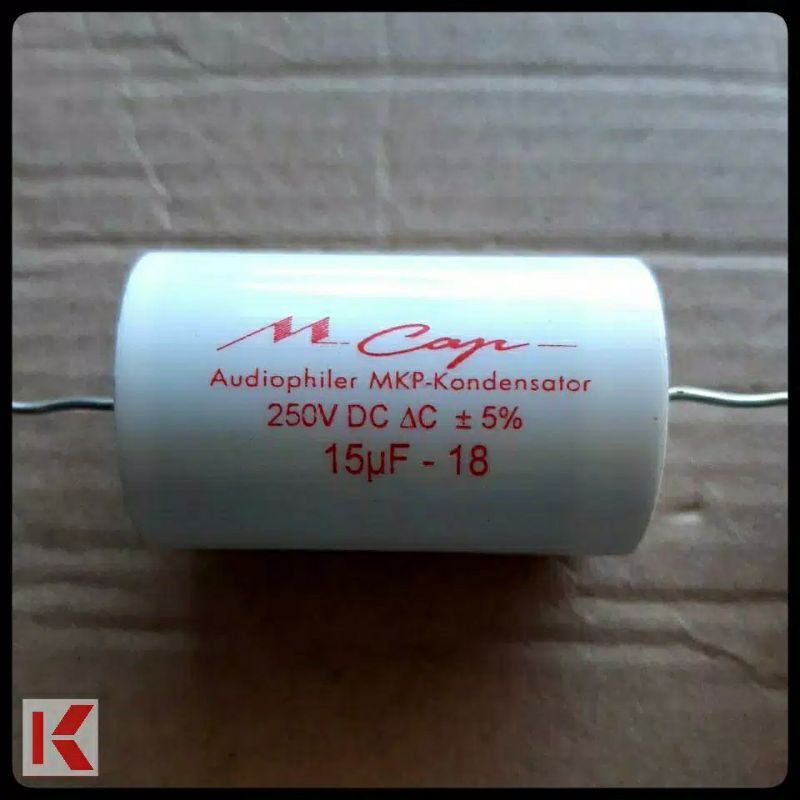 M-Cap
Audiophiler MKP-Kondensator
250V DC ΔC ± 5%
15µF - 18
K